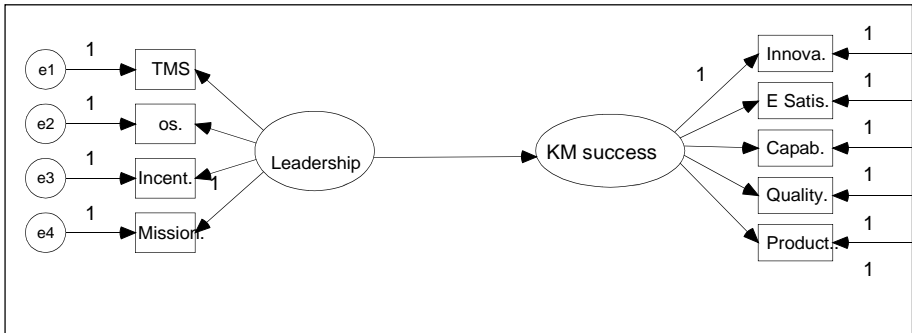 1
e1
TMS
1
e2
os.
1
e3
Incent.
1
1
e4
Mission.
Leadership
KM success
1
Innova.
1
E Satis.
1
Capab.
1
Quality.
1
Product..
1
1